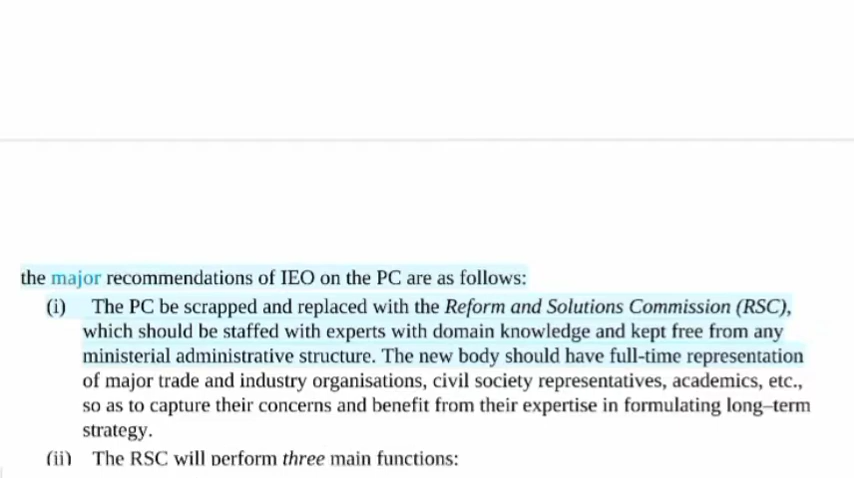 the major recommendations of IEO on the PC are as follows:
(i) The PC be scrapped and replaced with the Reform and Solutions Commission (RSC),
which should be staffed with experts with domain knowledge and kept free from any
ministerial administrative structure. The new body should have full-time representation
of major trade and industry organisations, civil society representatives, academics, etc.,
so as to capture their concerns and benefit from their expertise in formulating long–term
strategy.
(ii) The RSC will perform three main functions: